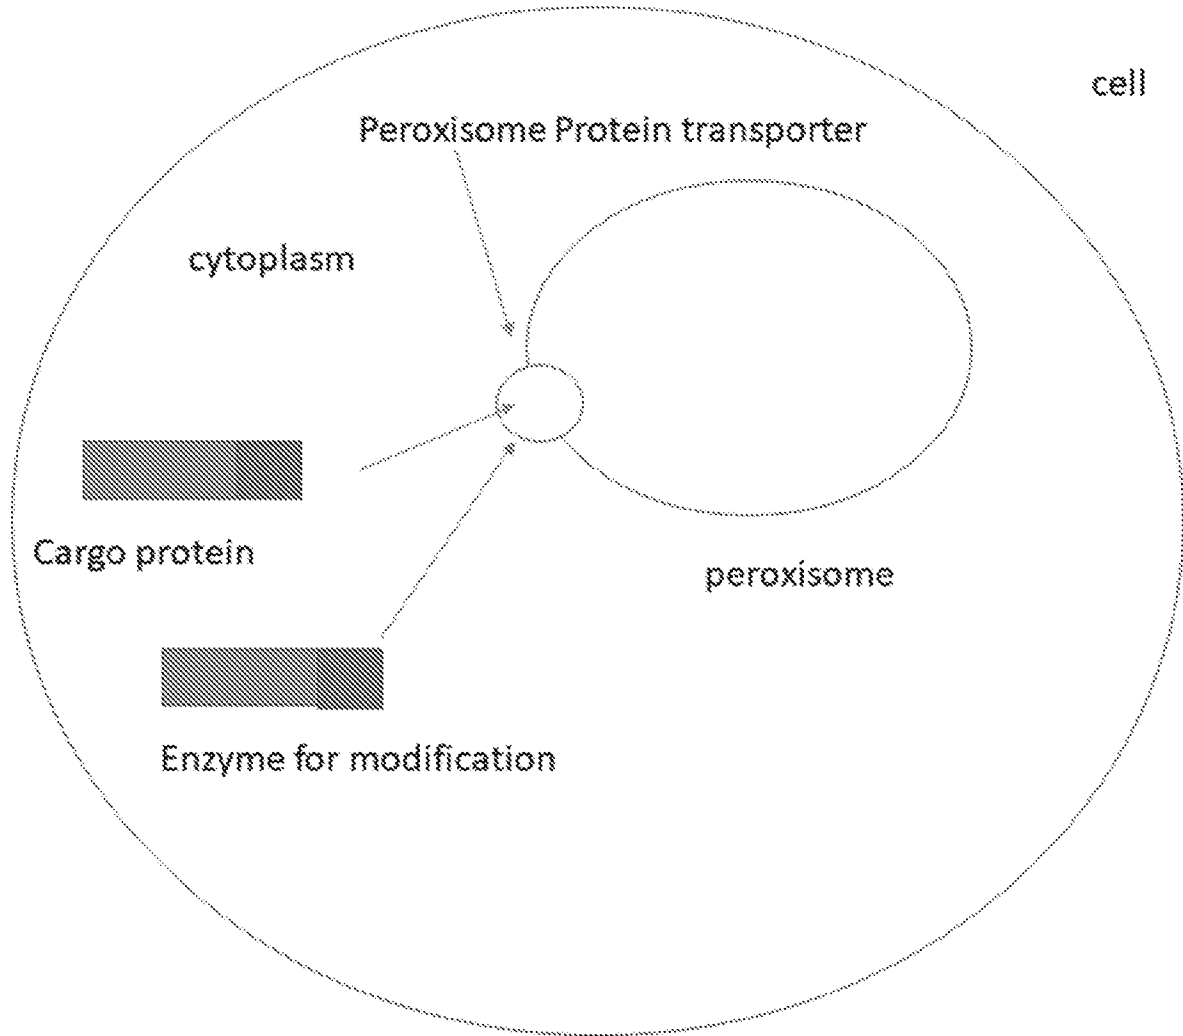 cell
Peroxisome Protein transporter
cytoplasm
Cargo protein
peroxisome
Enzyme for modification